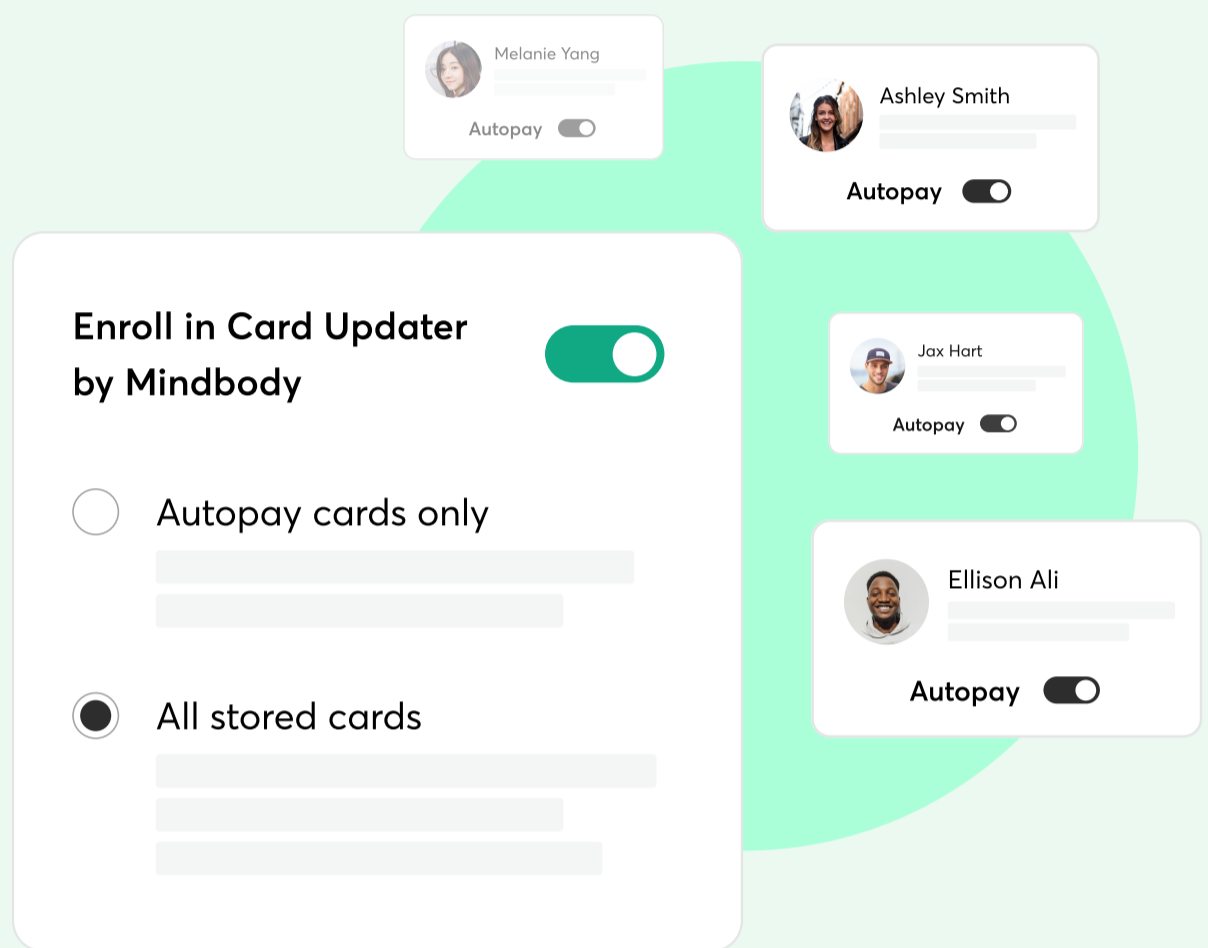 Melanie Yang
Autopay
Ashley Smith
Autopay
Enroll in Card Updater
by Mindbody
Autopay cards only
All stored cards
Jax Hart
Autopay
Ellison Ali
Autopay